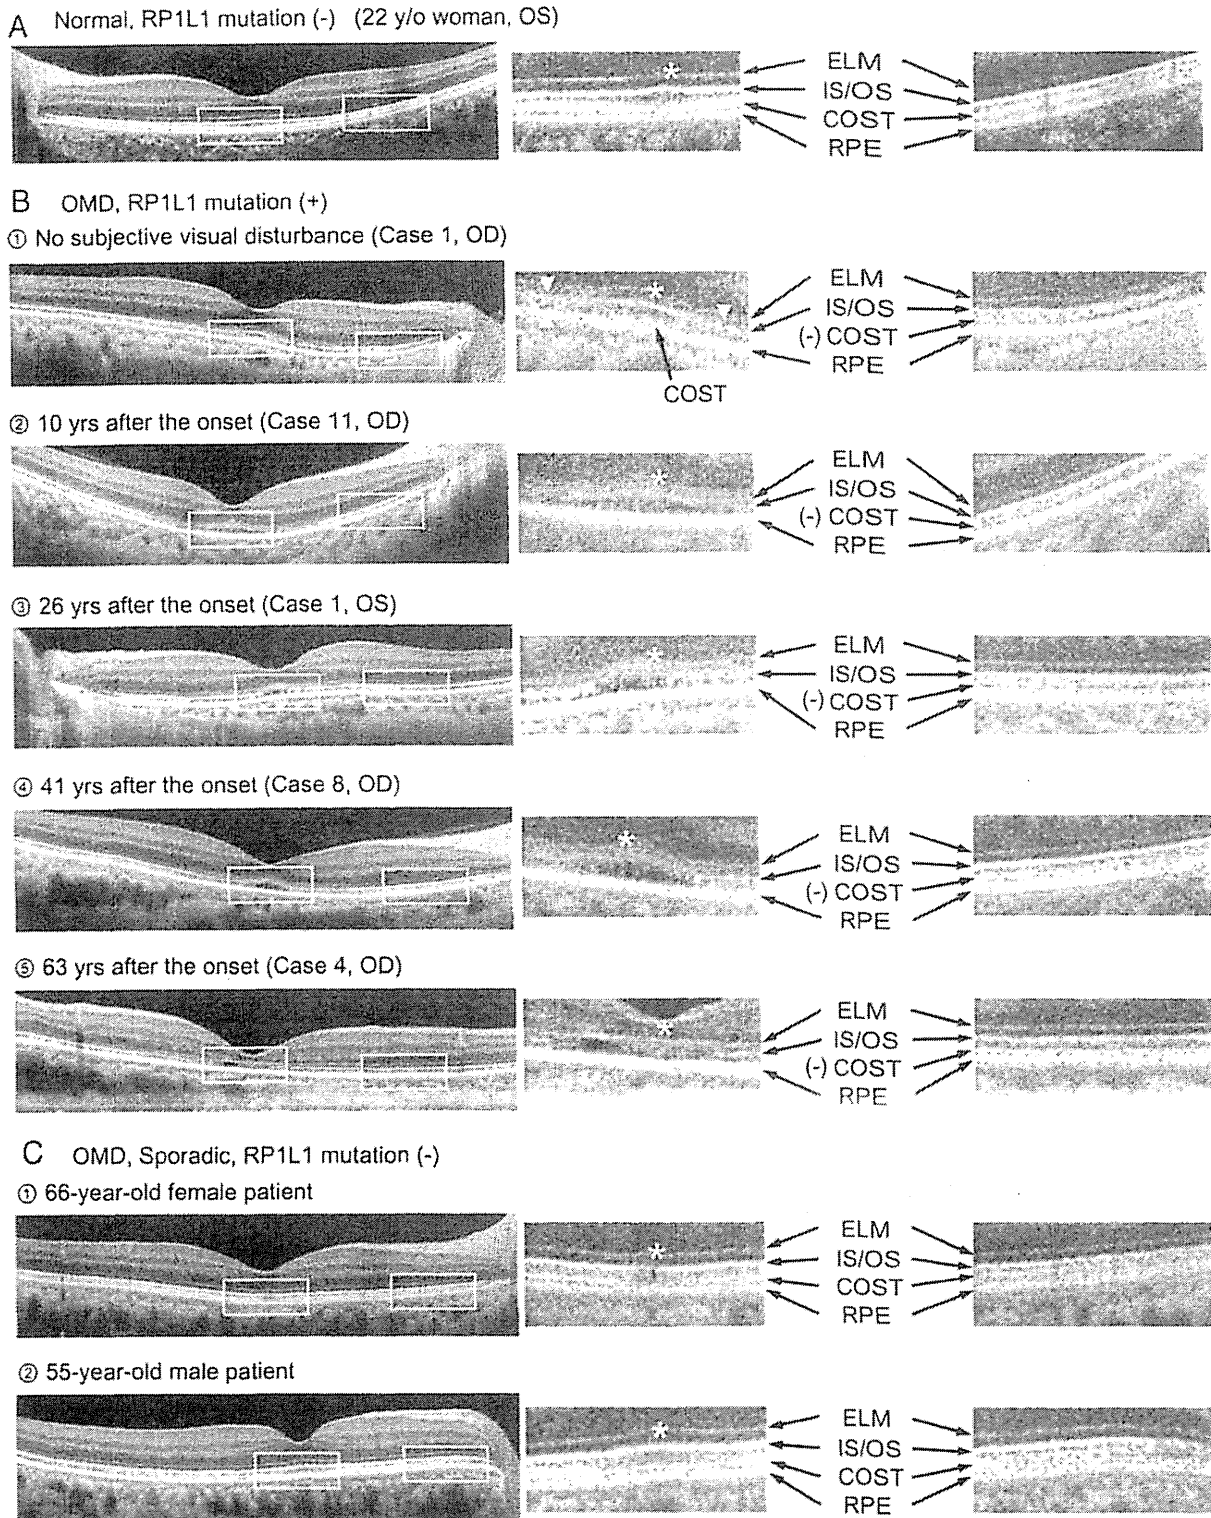 A Normal, RP1L1 mutation (-) (22 y/o woman, OS)
*
ELM
IS/OS
COST
RPE
B OMD, RP1L1 mutation (+)
① No subjective visual disturbance (Case 1, OD)
*
ELM
IS/OS
(-) COST
RPE
COST
② 10 yrs after the onset (Case 11, OD)
*
ELM
IS/OS
(-) COST
RPE
③ 26 yrs after the onset (Case 1, OS)
*
ELM
IS/OS
(-) COST
RPE
④ 41 yrs after the onset (Case 8, OD)
*
ELM
IS/OS
(-) COST
RPE
⑤ 63 yrs after the onset (Case 4, OD)
*
ELM
IS/OS
(-) COST
RPE
C OMD, Sporadic, RP1L1 mutation (-)
① 66-year-old female patient
*
ELM
IS/OS
COST
RPE
② 55-year-old male patient
*
ELM
IS/OS
COST
RPE